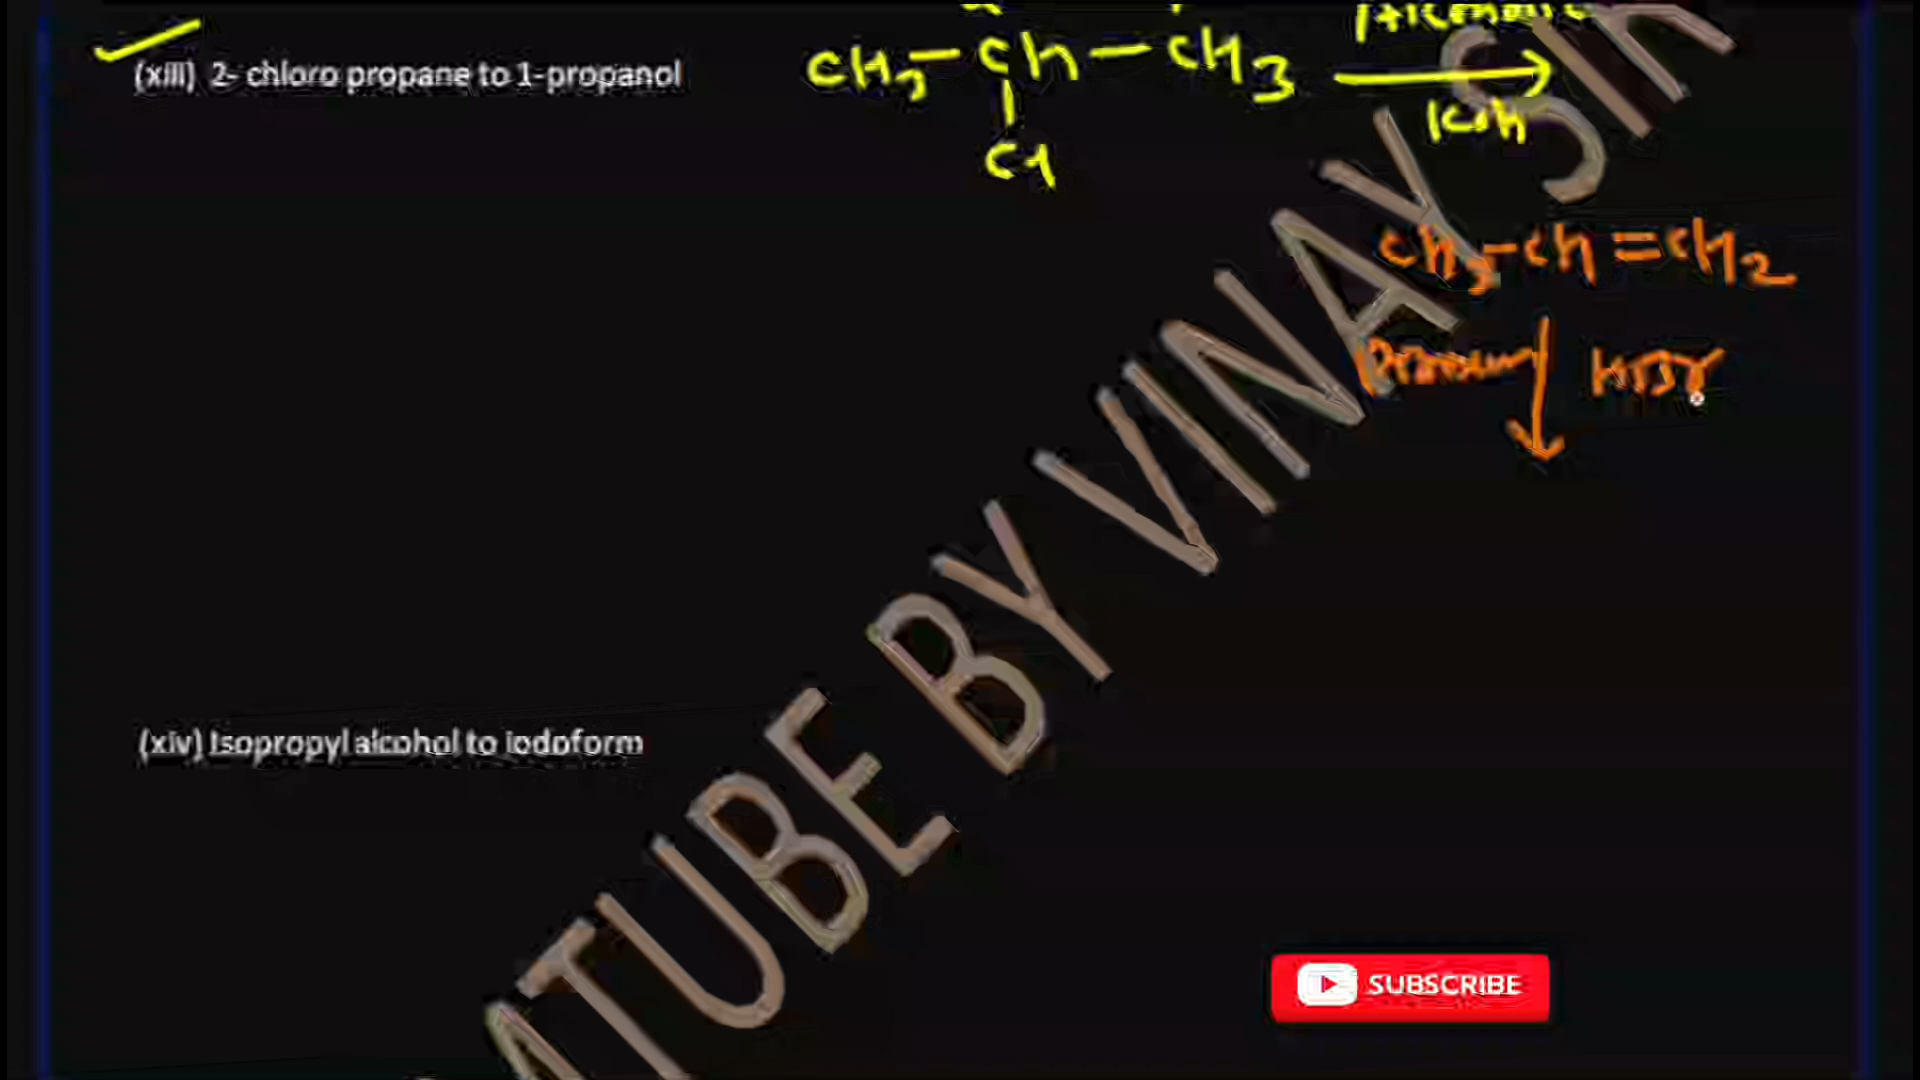 (xiii) 2- chloro propane to 1-propanol
CH3-CH-CH3
KOH
Cl
CH3-CH=CH2
HBr
(xiv) Isopropyl alcohol to iodoform
TUBE BY VINAY
SUBSCRIBE